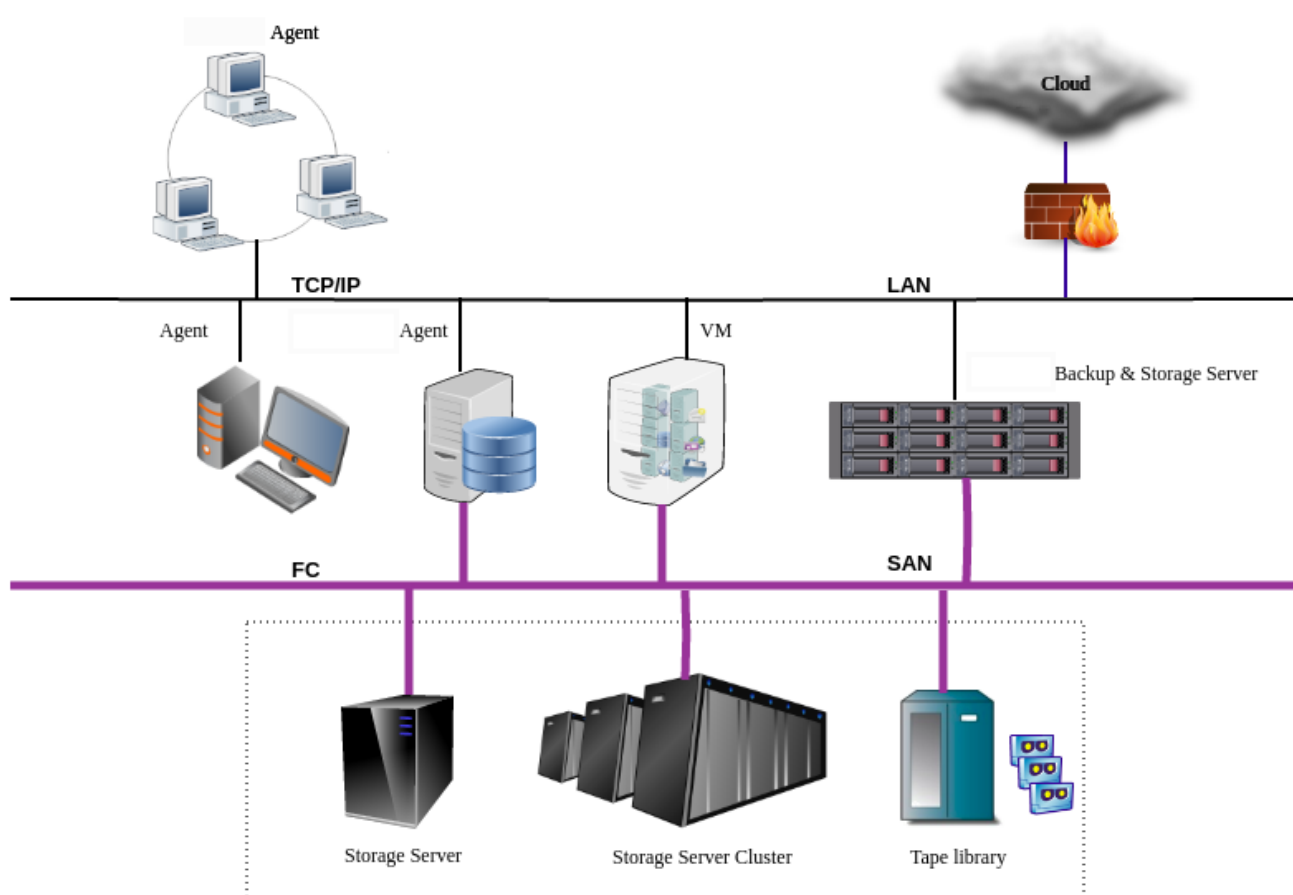 Agent
Cloud
TCP/IP
LAN
Agent
Agent
VM
Backup & Storage Server
FC
SAN
Storage Server
Storage Server Cluster
Tape library